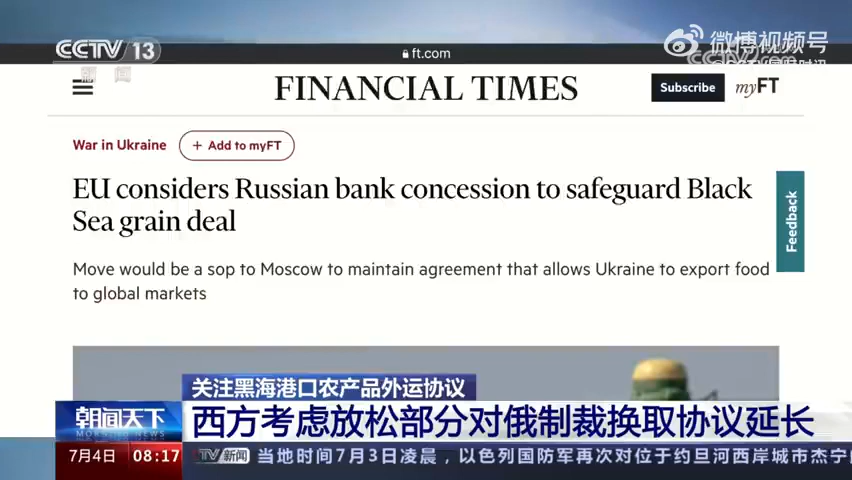 CCTV 13
新闻
ft.com
微博视频号
FINANCIAL TIMES
Subscribe
myFT
War in Ukraine
+ Add to myFT
EU considers Russian bank concession to safeguard Black
Sea grain deal
Feedback
Move would be a sop to Moscow to maintain agreement that allows Ukraine to export food
to global markets
关注黑海港口农产品外运协议
朝闻天下
MORNING NEWS
西方考虑放松部分对俄制裁换取协议延长
7月4日 08:17
CCTV新闻
当地时间7月3日凌晨，以色列国防军再次对位于约旦河西岸城市杰宁